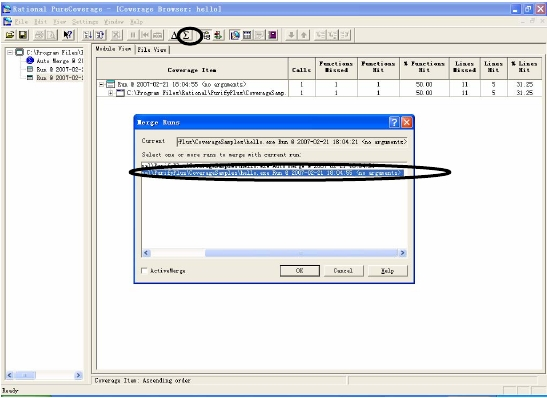 Rational PureCoverage - [Coverage Browser: hello]
File Edit View Settings Window Help
C:\Program Files\
Auto Merge @ 2
Run @ 2007-02-
Run @ 2007-02-
Module View File View
Coverage Item Calls Functions Missed Functions Hit % Functions Hit Lines Missed Lines Hit % Lines Hit
Run @ 2007-02-21 18:04:55 <no arguments> 1 1 1 50.00 11 5 31.25
C:\Program Files\Rational\PurifyPlus\CoverageSamp. 1 1 1 50.00 11 5 31.25
Merge Runs
Current fPlus\CoverageSamples\hello.exe Run @ 2007-02-21 18:04:21 <no arguments>
Select one or more runs to merge with current run:
\PurifyPlus\CoverageSamples\hello.exe Run @ 2007-02-21 18:04:55 <no arguments>
ActiveMerge OK Cancel Help
Coverage Item: Ascending order
Ready